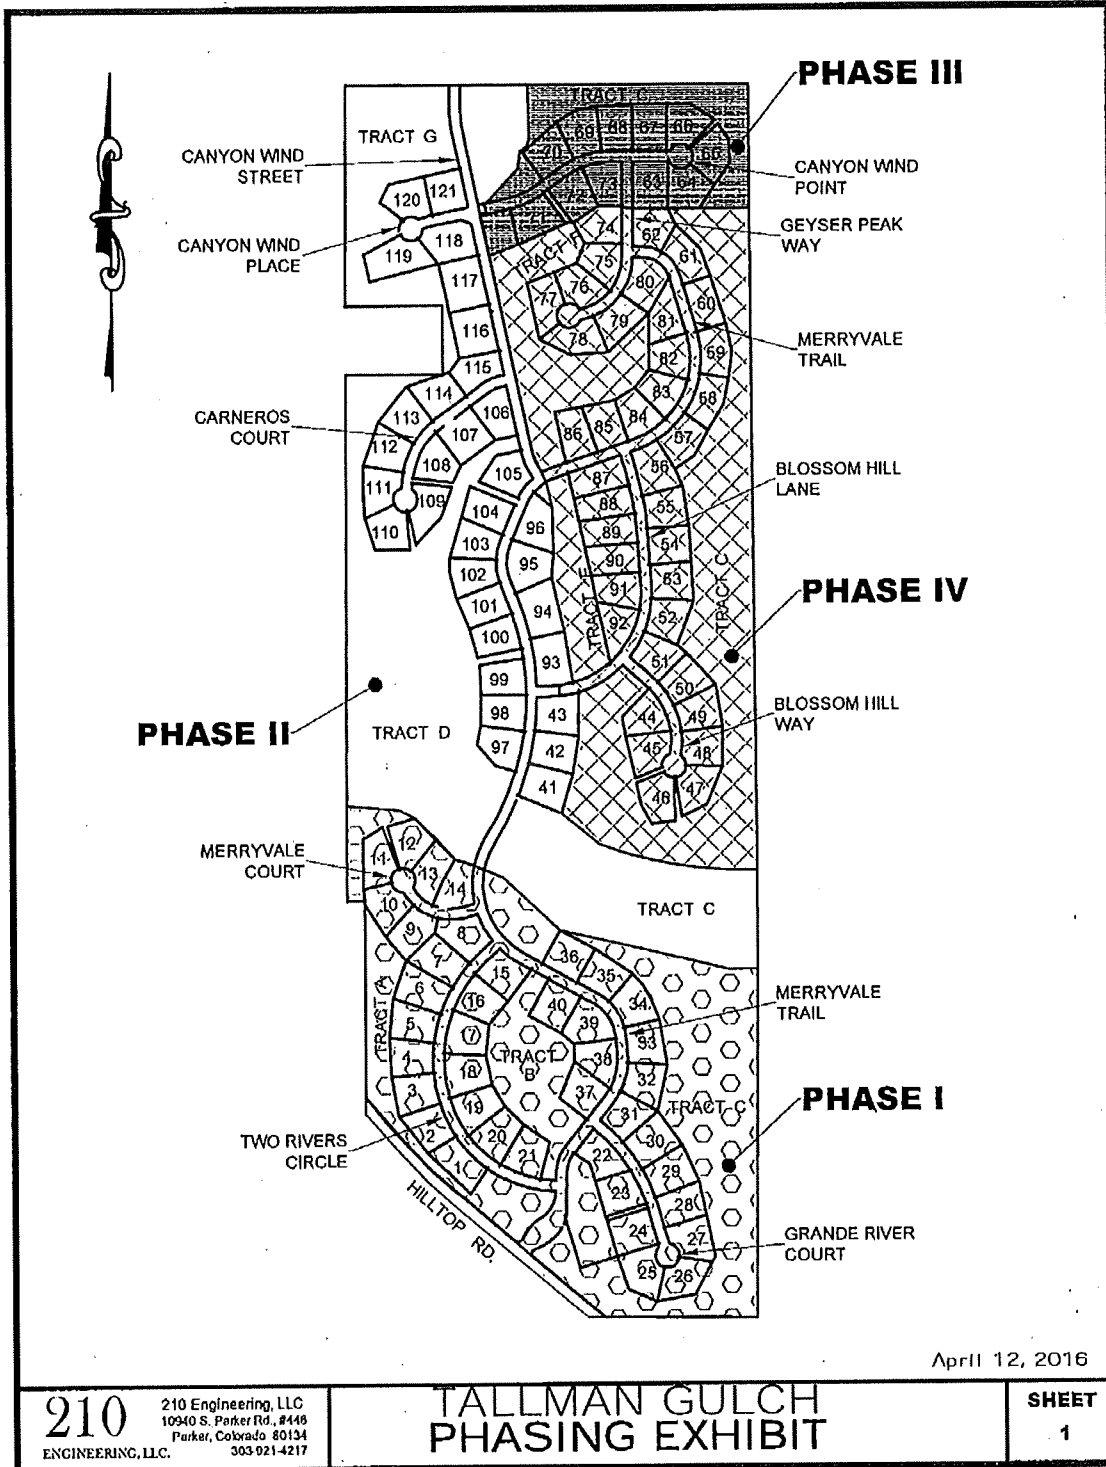 PHASE III
TRACT C
TRACT G
CANYON WIND
STREET
68
67
66
69
70
65
CANYON WIND
POINT
120
121
72
73
63
64
71
CANYON WIND
PLACE
118
119
74
62
GEYSER PEAK
WAY
TRACT F
75
61
117
77
76
80
60
79
81
116
78
MERRYVALE
TRAIL
82
59
115
114
83
58
CARNEROS
COURT
113
106
84
85
86
57
112
107
108
105
56
BLOSSOM HILL
LANE
111
109
87
104
88
55
110
96
103
89
54
TRACT C
95
90
102
53
91
PHASE IV
101
94
TRACT E
92
52
100
93
51
99
50
PHASE II
98
43
44
49
BLOSSOM HILL
WAY
TRACT D
97
42
45
48
41
46
47
MERRYVALE
COURT
12
11
13
14
10
TRACT C
9
8
36
7
15
35
6
16
40
34
MERRYVALE
TRAIL
TRACT A
5
17
39
33
TRACT
B
4
18
38
32
3
19
37
TRACT C
PHASE I
31
2
20
30
TWO RIVERS
CIRCLE
1
21
22
29
23
28
HILLTOP RD.
24
27
GRANDE RIVER
COURT
25
26
April 12, 2016
210
ENGINEERING, LLC.
210 Engineering, LLC
10940 S. Parker Rd., #446
Parker, Colorado 80134
303-921-4217
TALLMAN GULCH
PHASING EXHIBIT
SHEET
1